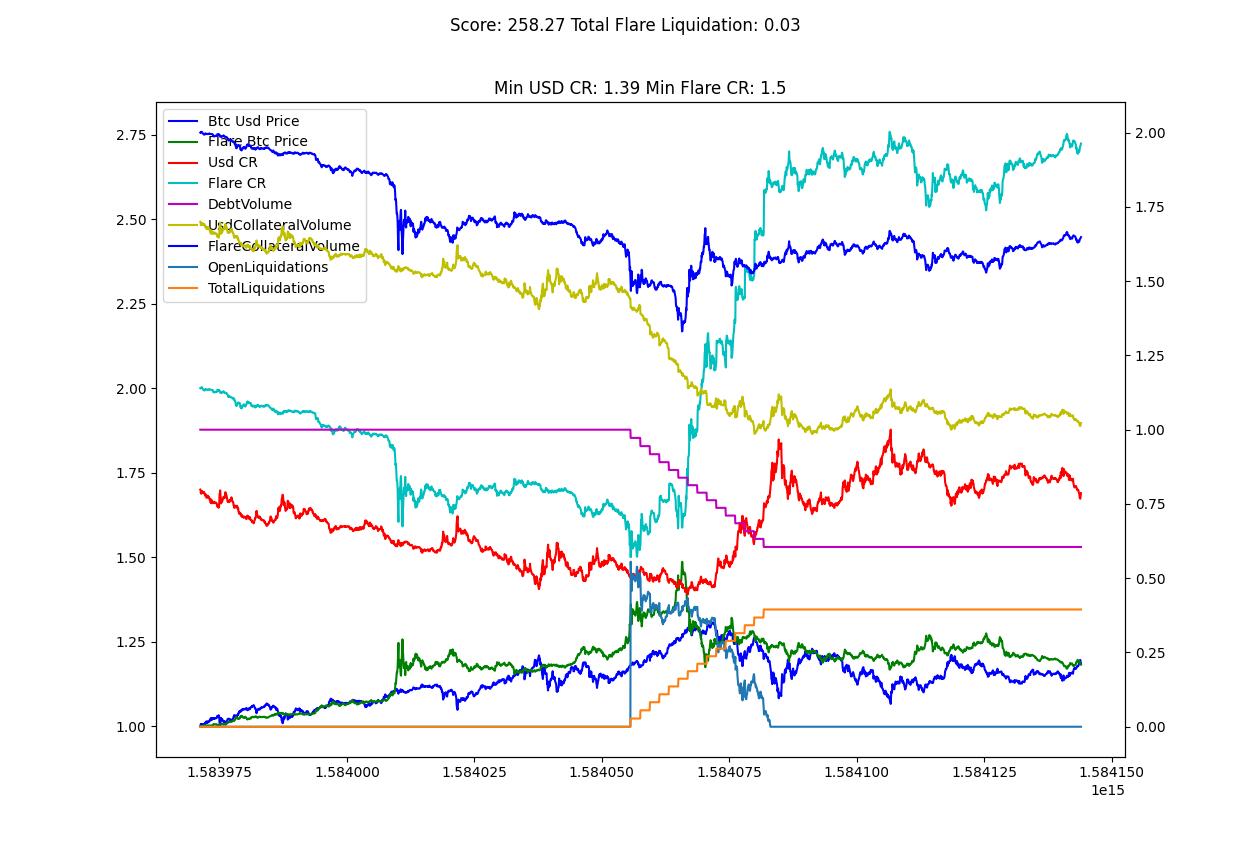 Score: 258.27 Total Flare Liquidation: 0.03
Min USD CR: 1.39 Min Flare CR: 1.5
Btc Usd Price
Flare Btc Price
Usd CR
Flare CR
DebtVolume
UsdCollateralVolume
FlareCollateralVolume
OpenLiquidations
TotalLiquidations
2.75
2.50
2.25
2.00
1.75
1.50
1.25
1.00
2.00
1.75
1.50
1.25
1.00
0.75
0.50
0.25
0.00
1.583975 1.584000 1.584025 1.584050 1.584075 1.584100 1.584125 1.584150
1e15